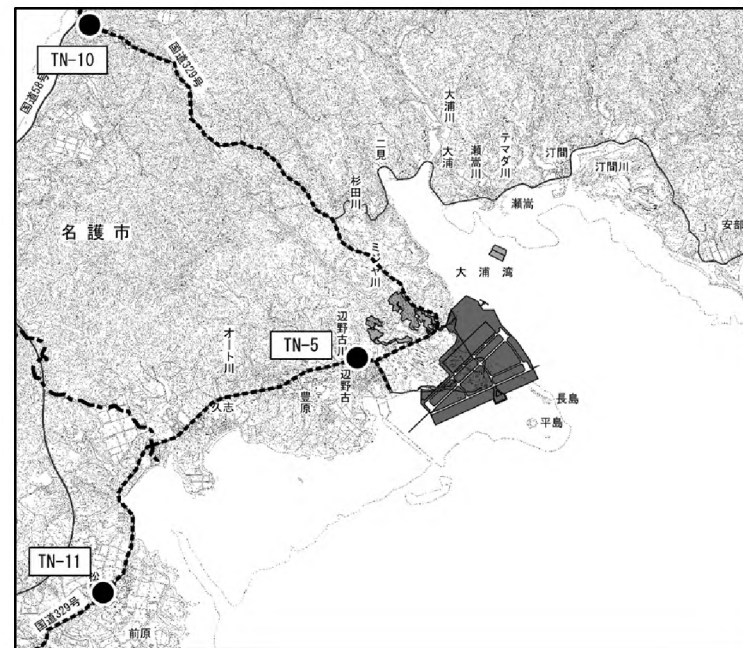 TN-10
国道58号
国道329号
大浦川
二見
杉田川
大浦
瀬嵩川
テマダ川
汀間
汀間川
瀬嵩
安部
名護市
ミジャ川
大浦湾
オート川
辺野古川
TN-5
辺野古
豊原
久志
長島
平島
TN-11
松
国道329号
前原